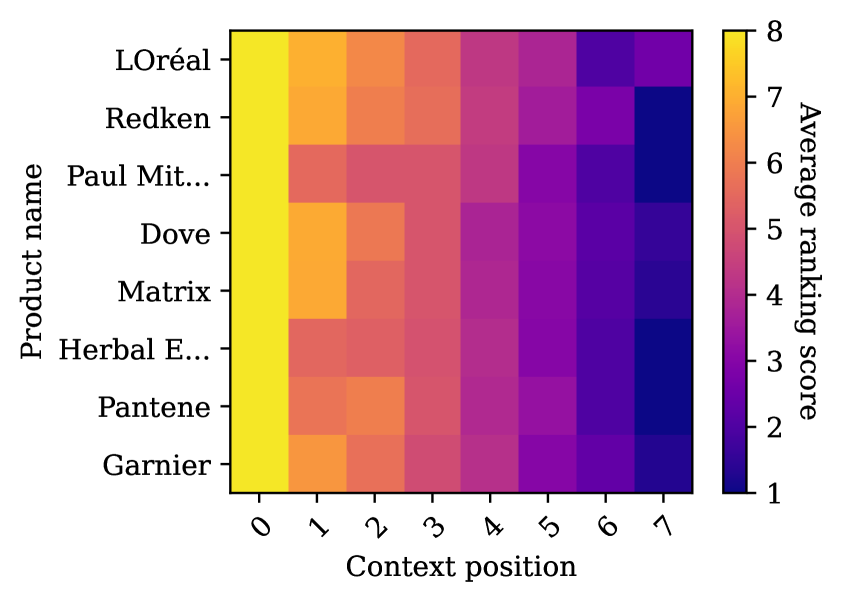 LOréal
Redken
Paul Mit...
Dove
Matrix
Herbal E...
Pantene
Garnier
Product name
0 1 2 3 4 5 6 7
Context position
8
7
6
5
4
3
2
1
Average ranking score